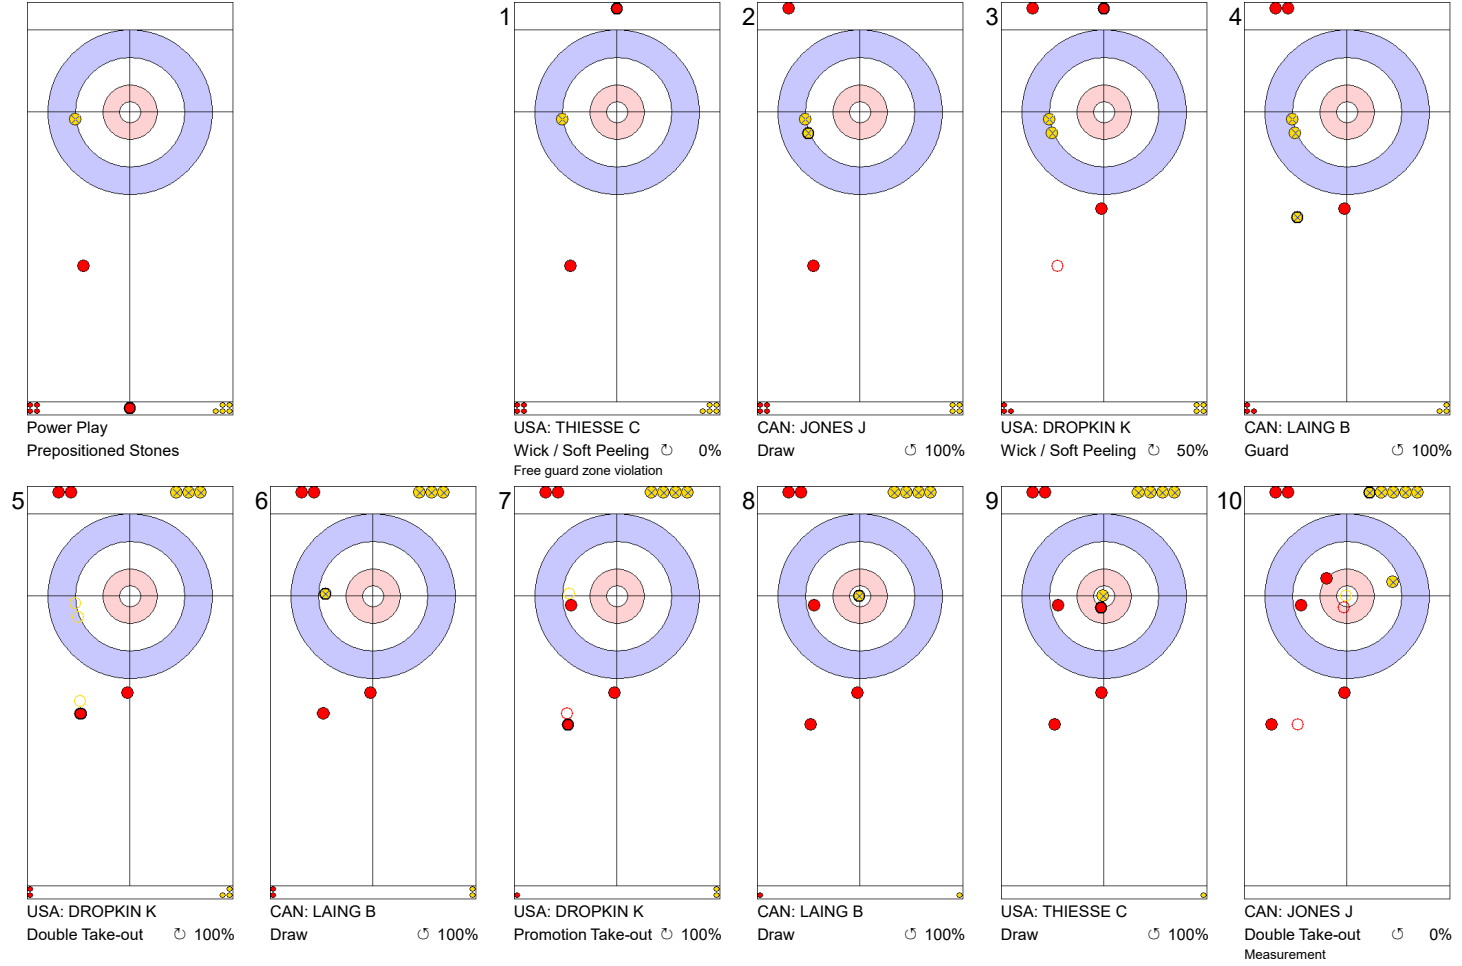 Power Play
Prepositioned Stones
1
USA: THIESSE C
Wick / Soft Peeling ↻ 0%
Free guard zone violation
2
CAN: JONES J
Draw ↺ 100%
3
USA: DROPKIN K
Wick / Soft Peeling ↻ 50%
4
CAN: LAING B
Guard ↺ 100%
5
USA: DROPKIN K
Double Take-out ↻ 100%
6
CAN: LAING B
Draw ↺ 100%
7
USA: DROPKIN K
Promotion Take-out ↻ 100%
8
CAN: LAING B
Draw ↺ 100%
9
USA: THIESSE C
Draw ↺ 100%
10
CAN: JONES J
Double Take-out ↺ 0%
Measurement